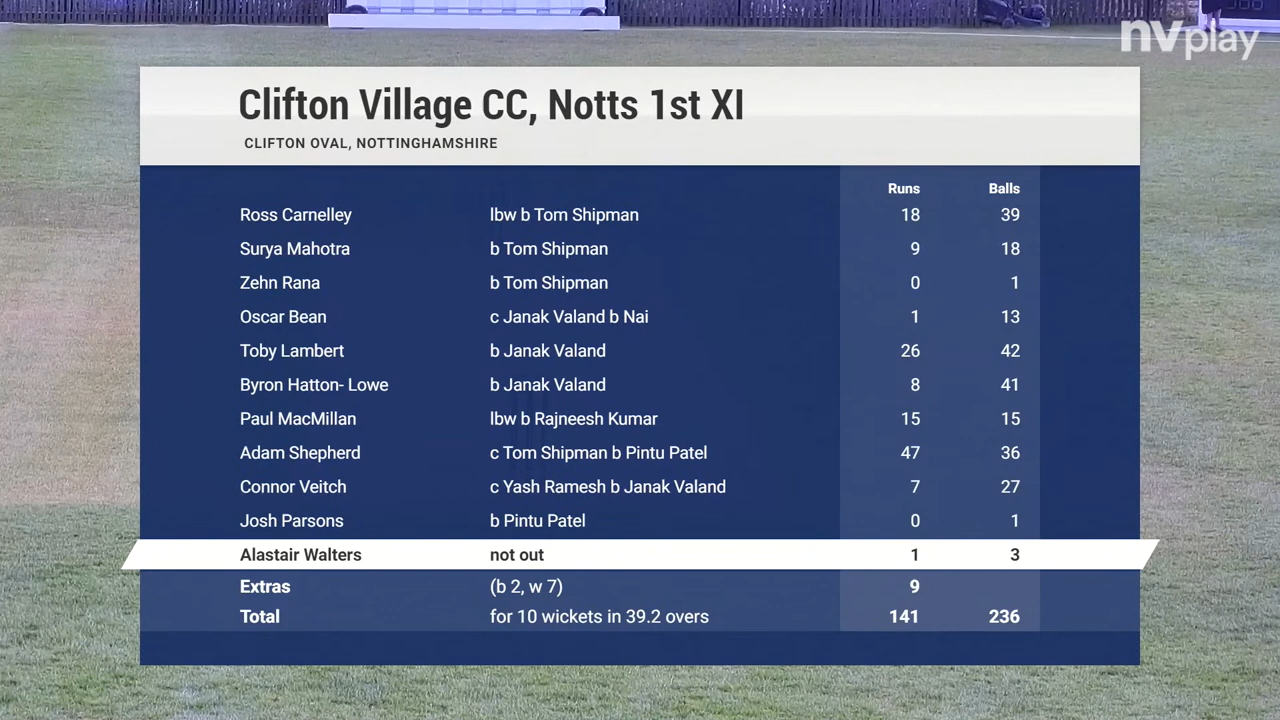 nvplay
Clifton Village CC, Notts 1st XI
CLIFTON OVAL, NOTTINGHAMSHIRE
Runs Balls
Ross Carnelley lbw b Tom Shipman 18 39
Surya Mahotra b Tom Shipman 9 18
Zehn Rana b Tom Shipman 0 1
Oscar Bean c Janak Valand b Nai 1 13
Toby Lambert b Janak Valand 26 42
Byron Hatton- Lowe b Janak Valand 8 41
Paul MacMillan lbw b Rajneesh Kumar 15 15
Adam Shepherd c Tom Shipman b Pintu Patel 47 36
Connor Veitch c Yash Ramesh b Janak Valand 7 27
Josh Parsons b Pintu Patel 0 1
Alastair Walters not out 1 3
Extras (b 2, w 7) 9
Total for 10 wickets in 39.2 overs 141 236